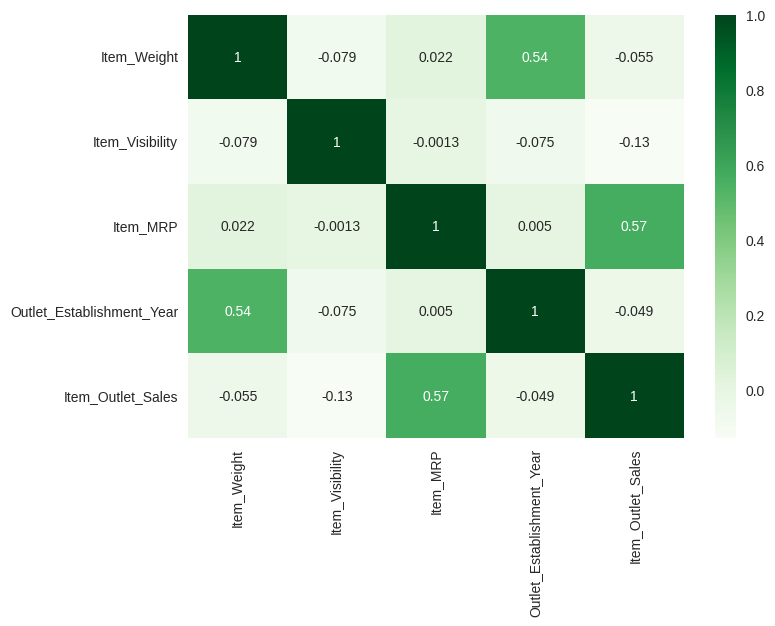 Item_Weight 1 -0.079 0.022 0.54 -0.055
Item_Visibility -0.079 1 -0.0013 -0.075 -0.13
Item_MRP 0.022 -0.0013 1 0.005 0.57
Outlet_Establishment_Year 0.54 -0.075 0.005 1 -0.049
Item_Outlet_Sales -0.055 -0.13 0.57 -0.049 1
Item_Weight
Item_Visibility
Item_MRP
Outlet_Establishment_Year
Item_Outlet_Sales
1.0
0.8
0.6
0.4
0.2
0.0